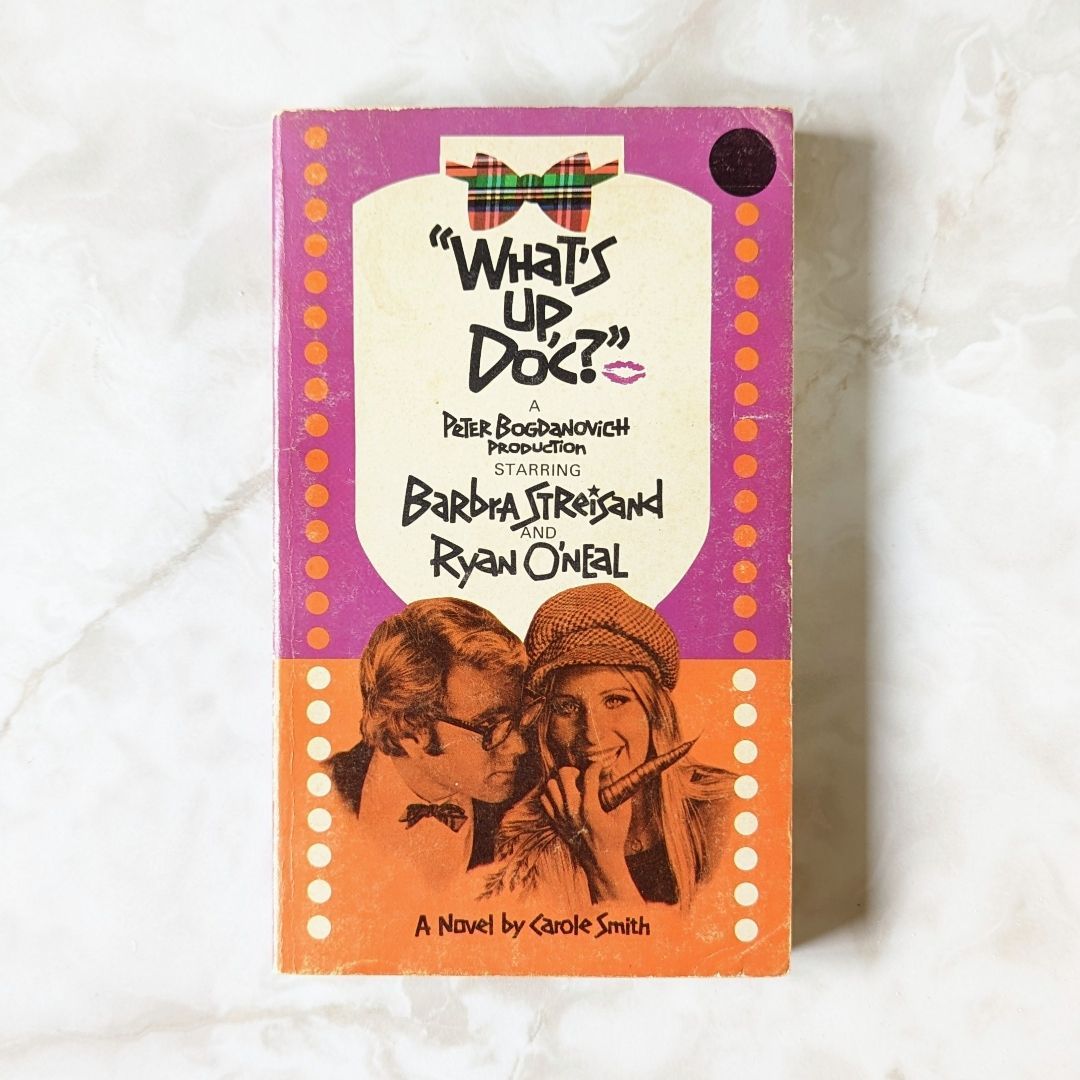 “What's
Up,
Doc?”
A
Peter Bogdanovich
Production
STARRING
Barbra Streisand
AND
Ryan O'Neal
A Novel by Carole Smith